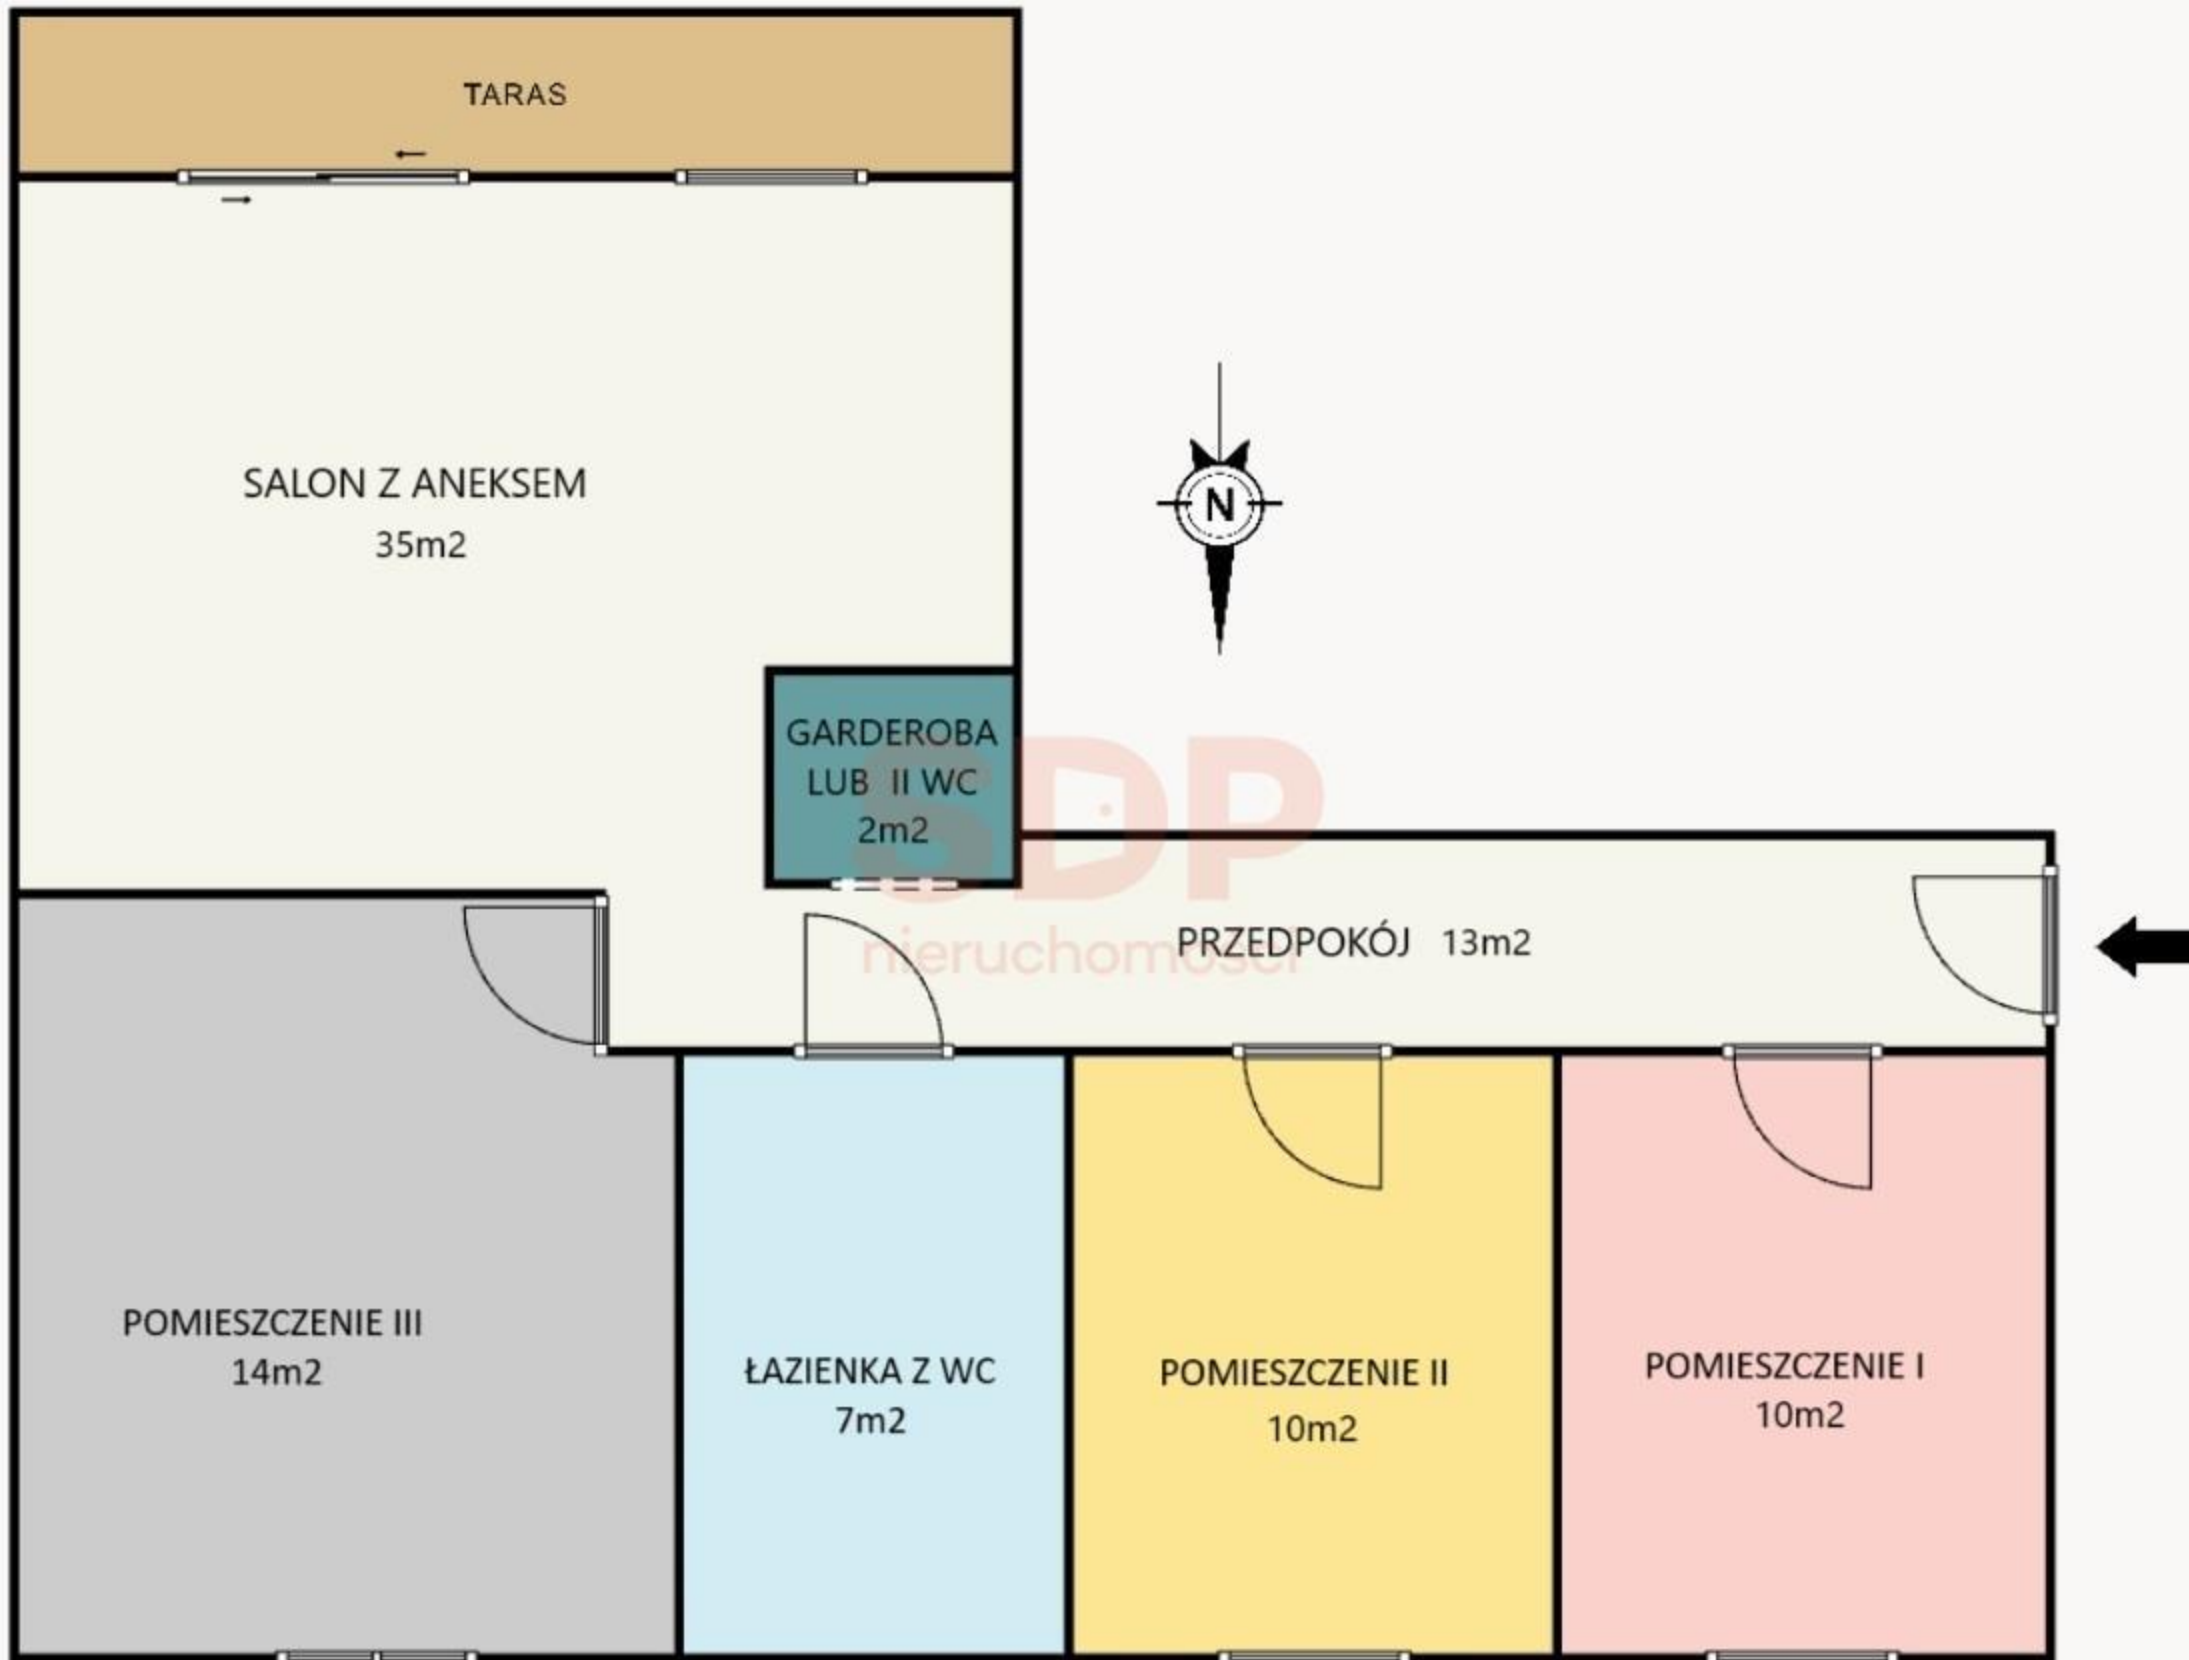 TARAS
SALON Z ANEKSEM
35m2
N
GARDEROBA
LUB II WC
2m2
SDP
nieruchomości
PRZEDPOKÓJ 13m2
POMIESZCZENIE III
14m2
ŁAZIENKA Z WC
7m2
POMIESZCZENIE II
10m2
POMIESZCZENIE I
10m2